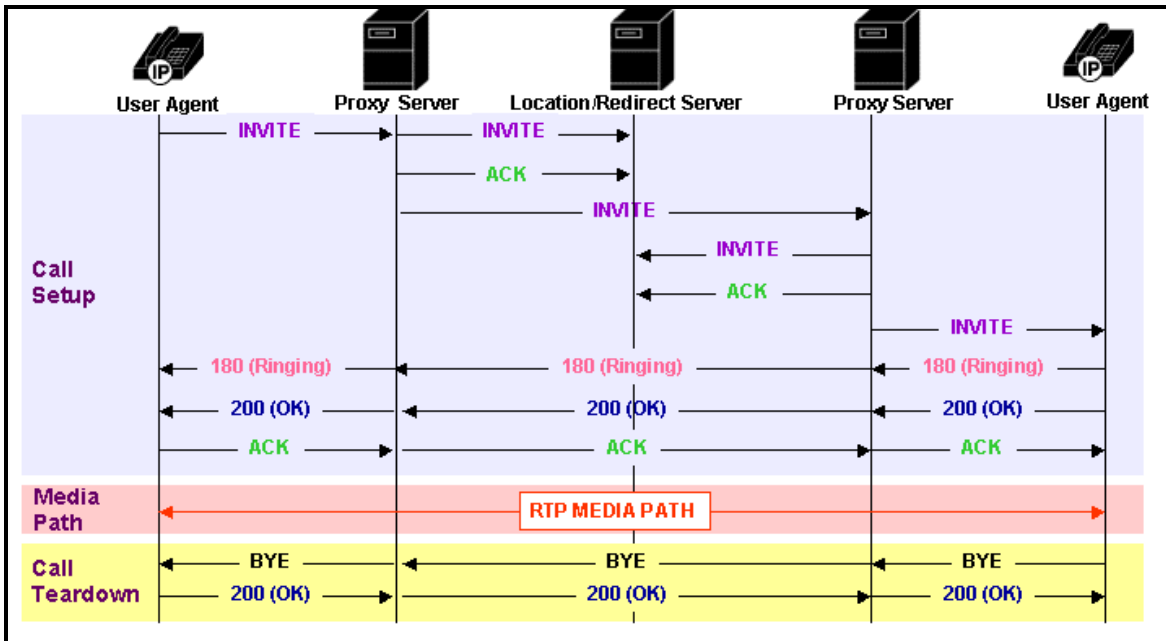 IP
IP
User Agent Proxy Server Location/Redirect Server Proxy Server User Agent
INVITE INVITE
ACK
INVITE
INVITE
Call
Setup
ACK
INVITE
180 (Ringing) 180 (Ringing) 180 (Ringing)
200 (OK) 200 (OK) 200 (OK)
ACK ACK ACK
Media
Path
RTP MEDIA PATH
BYE BYE BYE
Call
Teardown
200 (OK) 200 (OK) 200 (OK)